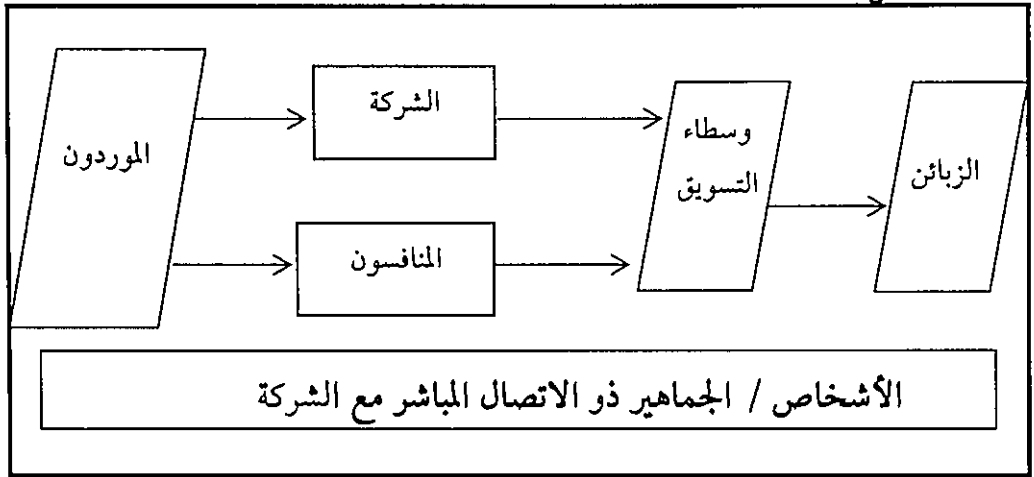 الموردون
الشركة
المنافسون
وسطاء
التسويق
الزبائن
الأشخاص / الجماهير ذو الاتصال المباشر مع الشركة